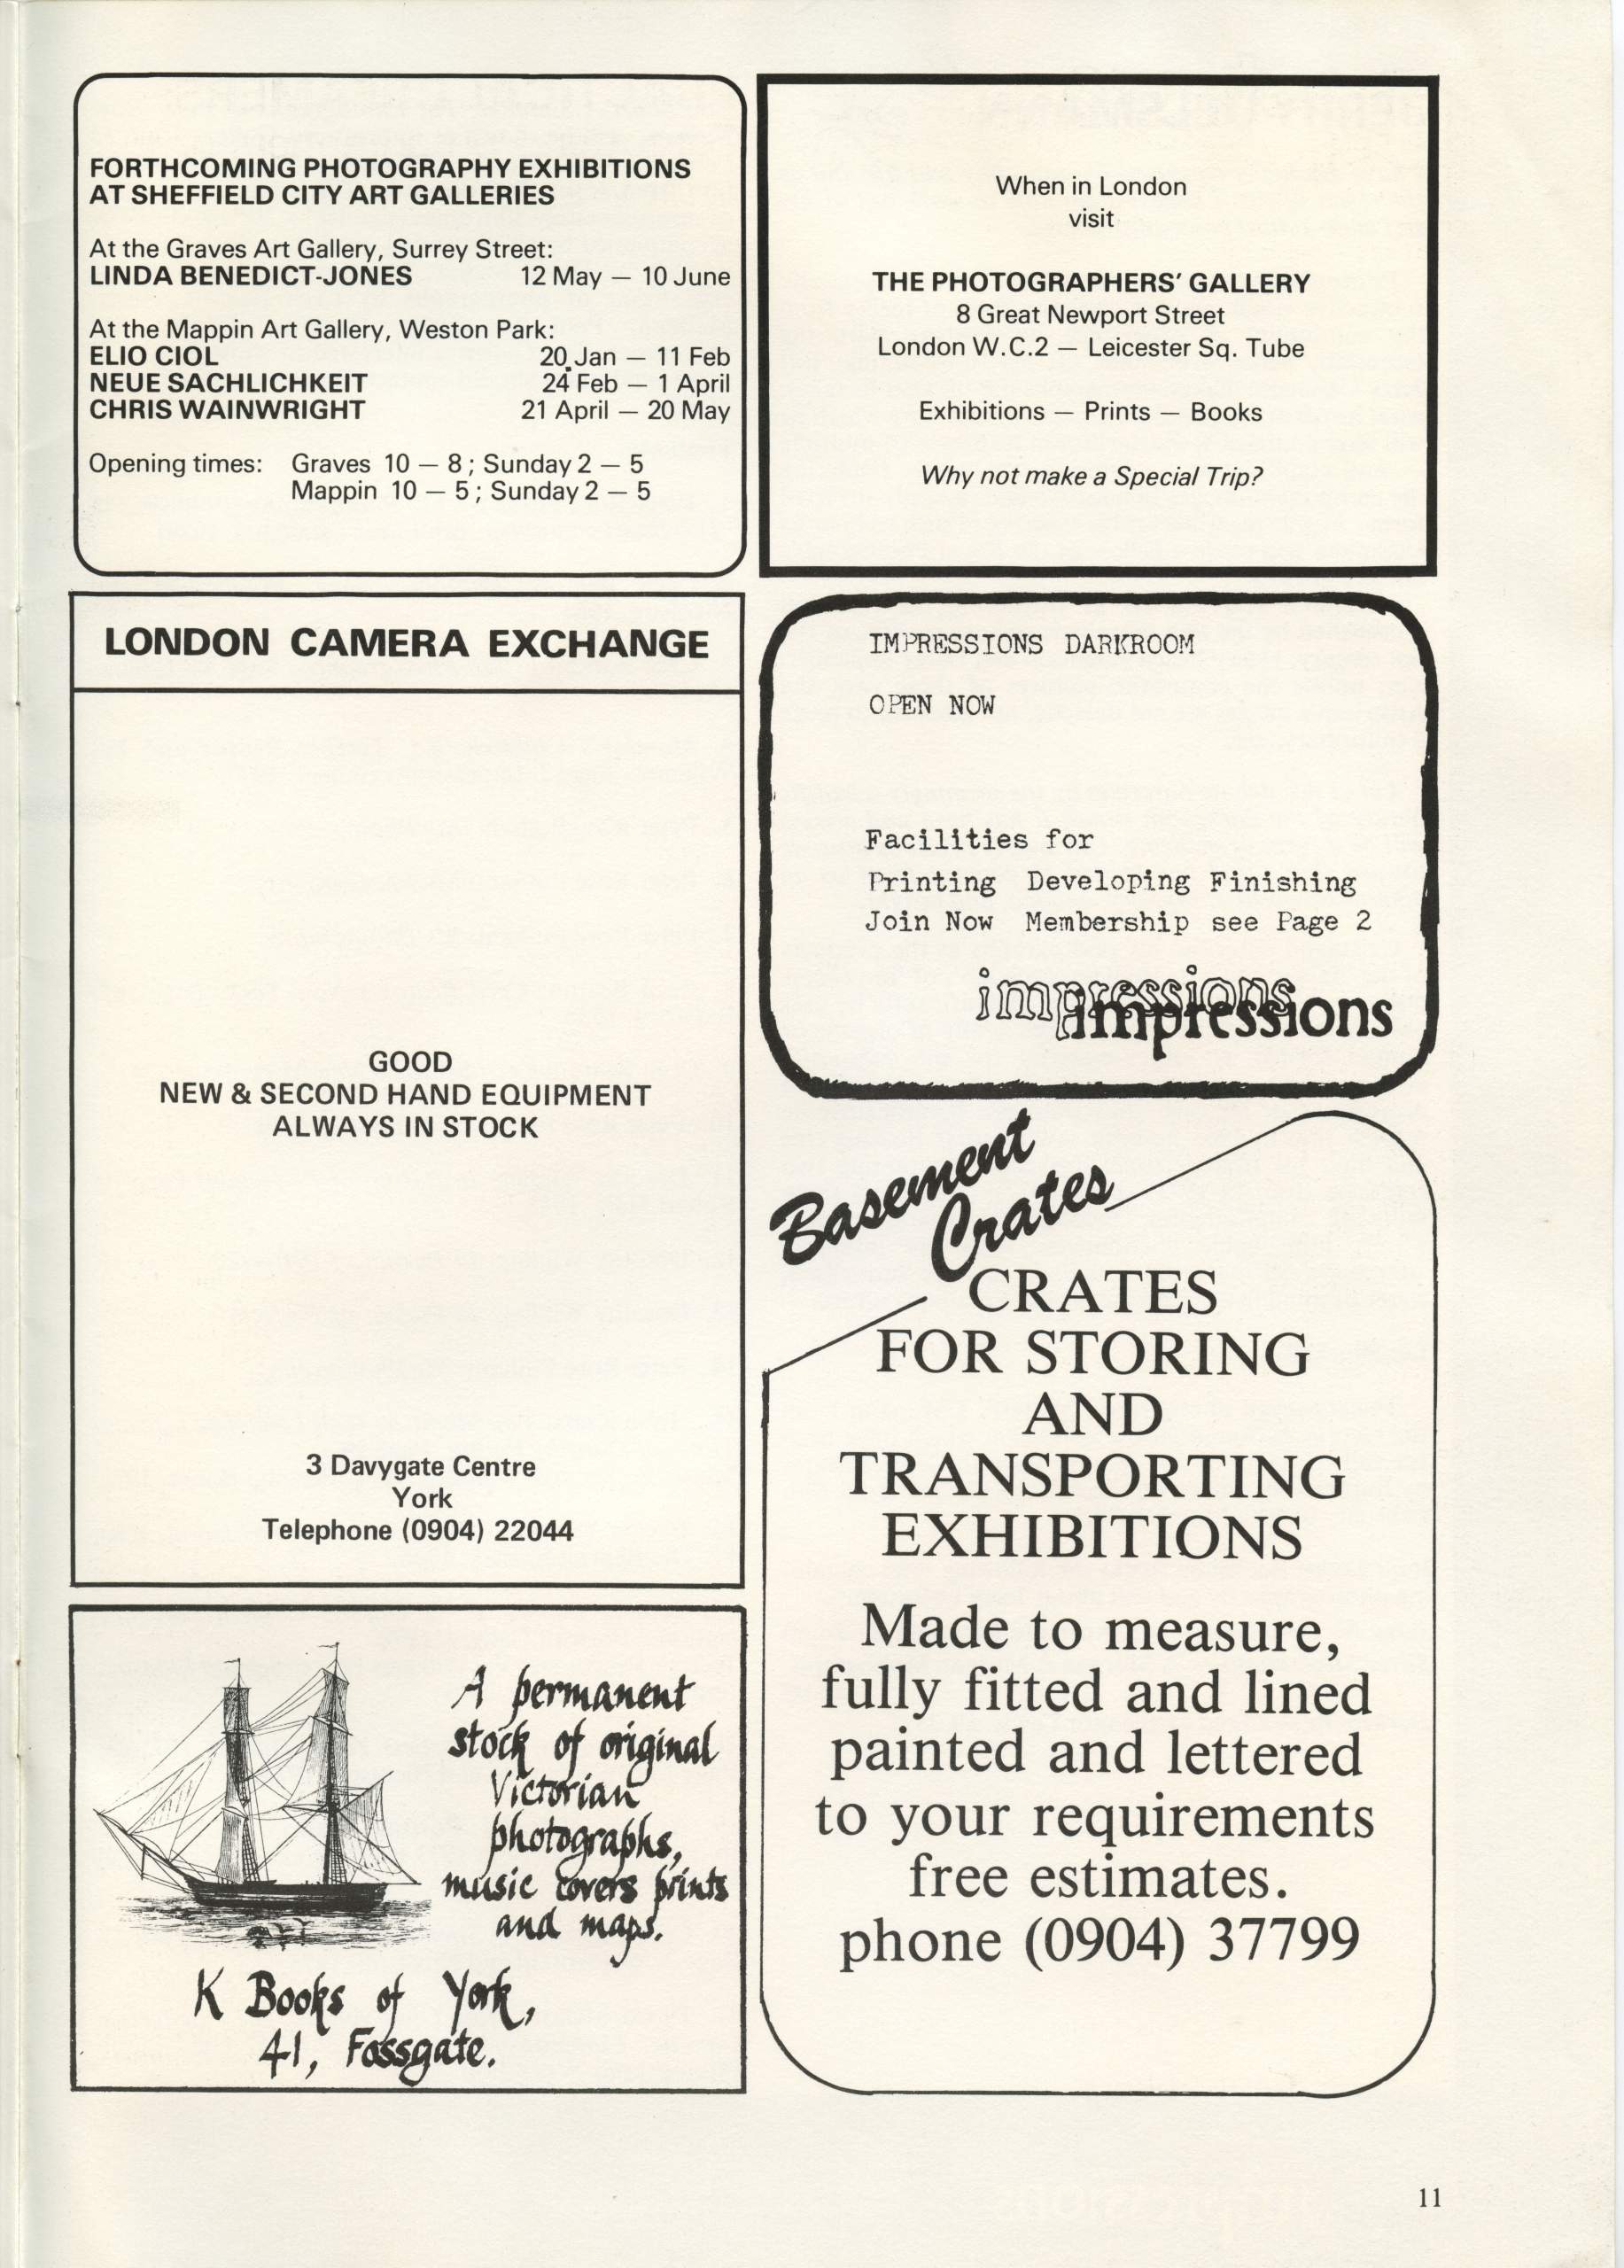 FORTHCOMING PHOTOGRAPHY EXHIBITIONS
AT SHEFFIELD CITY ART GALLERIES
At the Graves Art Gallery, Surrey Street:
LINDA BENEDICT-JONES 12 May — 10 June
At the Mappin Art Gallery, Weston Park:
ELIO CIOL 20 Jan — 11 Feb
NEUE SACHLICHKEIT 24 Feb — 1 April
CHRIS WAINWRIGHT 21 April — 20 May
Opening times: Graves 10 — 8; Sunday 2 — 5
Mappin 10 — 5; Sunday 2 — 5
When in London
visit
THE PHOTOGRAPHERS' GALLERY
8 Great Newport Street
London W.C.2 — Leicester Sq. Tube
Exhibitions — Prints — Books
Why not make a Special Trip?
LONDON CAMERA EXCHANGE
GOOD
NEW & SECOND HAND EQUIPMENT
ALWAYS IN STOCK
3 Davygate Centre
York
Telephone (0904) 22044
IMPRESSIONS DARKROOM
OPEN NOW
Facilities for
Printing Developing Finishing
Join Now Membership see Page 2
impressions
impressions
A permanent
stock of original
Victorian
photographs,
music covers prints
and maps.
K Books of York,
41, Fossgate.
Basement
Crates
CRATES
FOR STORING
AND
TRANSPORTING
EXHIBITIONS
Made to measure,
fully fitted and lined
painted and lettered
to your requirements
free estimates.
phone (0904) 37799
11